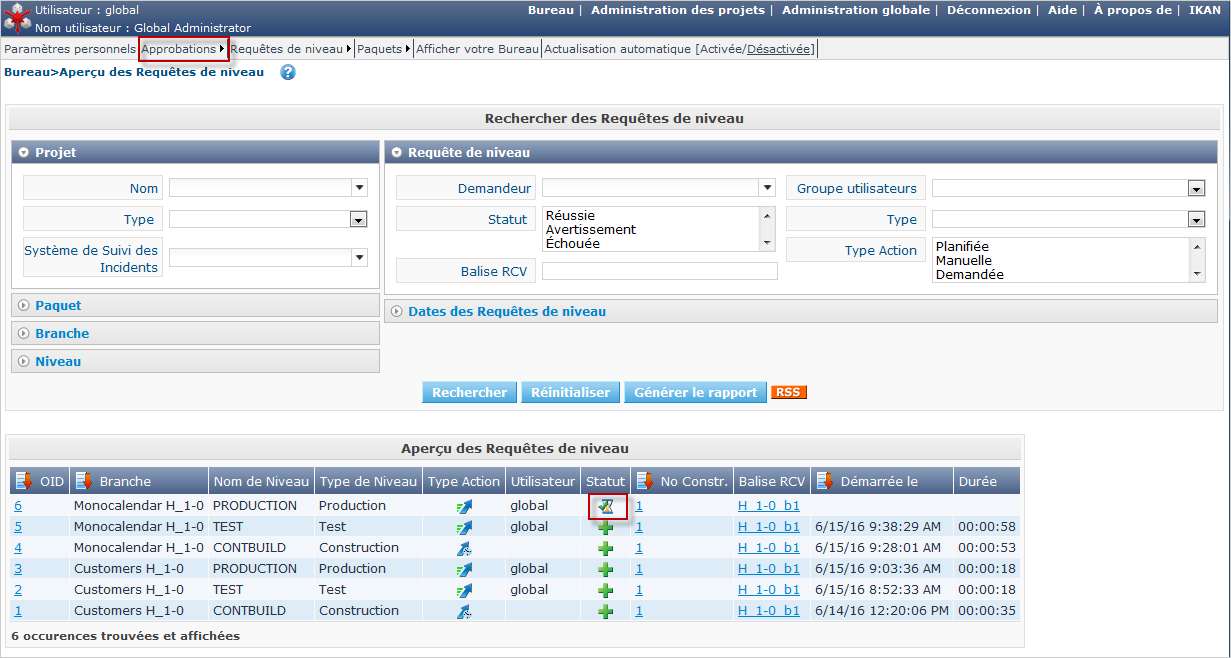 Utilisateur : global
Nom utilisateur : Global Administrator
Bureau | Administration des projets | Administration globale | Déconnexion | Aide | À propos de | IKAN
Paramètres personnels Approbations Requêtes de niveau Paquets Afficher votre Bureau Actualisation automatique [Activée/Désactivée]
Bureau>Aperçu des Requêtes de niveau ?
Rechercher des Requêtes de niveau
Projet
Nom
Type
Système de Suivi des Incidents
Paquet
Branche
Niveau
Requête de niveau
Demandeur
Statut
Réussie
Avertissement
Échouée
Balise RCV
Groupe utilisateurs
Type
Type Action
Planifiée
Manuelle
Demandée
Dates des Requêtes de niveau
Rechercher Réinitialiser Générer le rapport RSS
Aperçu des Requêtes de niveau
OID Branche Nom de Niveau Type de Niveau Type Action Utilisateur Statut No Constr. Balise RCV Démarrée le Durée
6 Monocalendar H_1-0 PRODUCTION Production global 1 H_1-0_b1
5 Monocalendar H_1-0 TEST Test global 1 H_1-0_b1 6/15/16 9:38:29 AM 00:00:58
4 Monocalendar H_1-0 CONTBUILD Construction 1 H_1-0_b1 6/15/16 9:28:01 AM 00:00:53
3 Customers H_1-0 PRODUCTION Production global 1 H_1-0_b1 6/15/16 9:03:36 AM 00:00:18
2 Customers H_1-0 TEST Test global 1 H_1-0_b1 6/15/16 8:52:33 AM 00:00:18
1 Customers H_1-0 CONTBUILD Construction 1 H_1-0_b1 6/14/16 12:20:06 PM 00:00:35
6 occurences trouvées et affichées